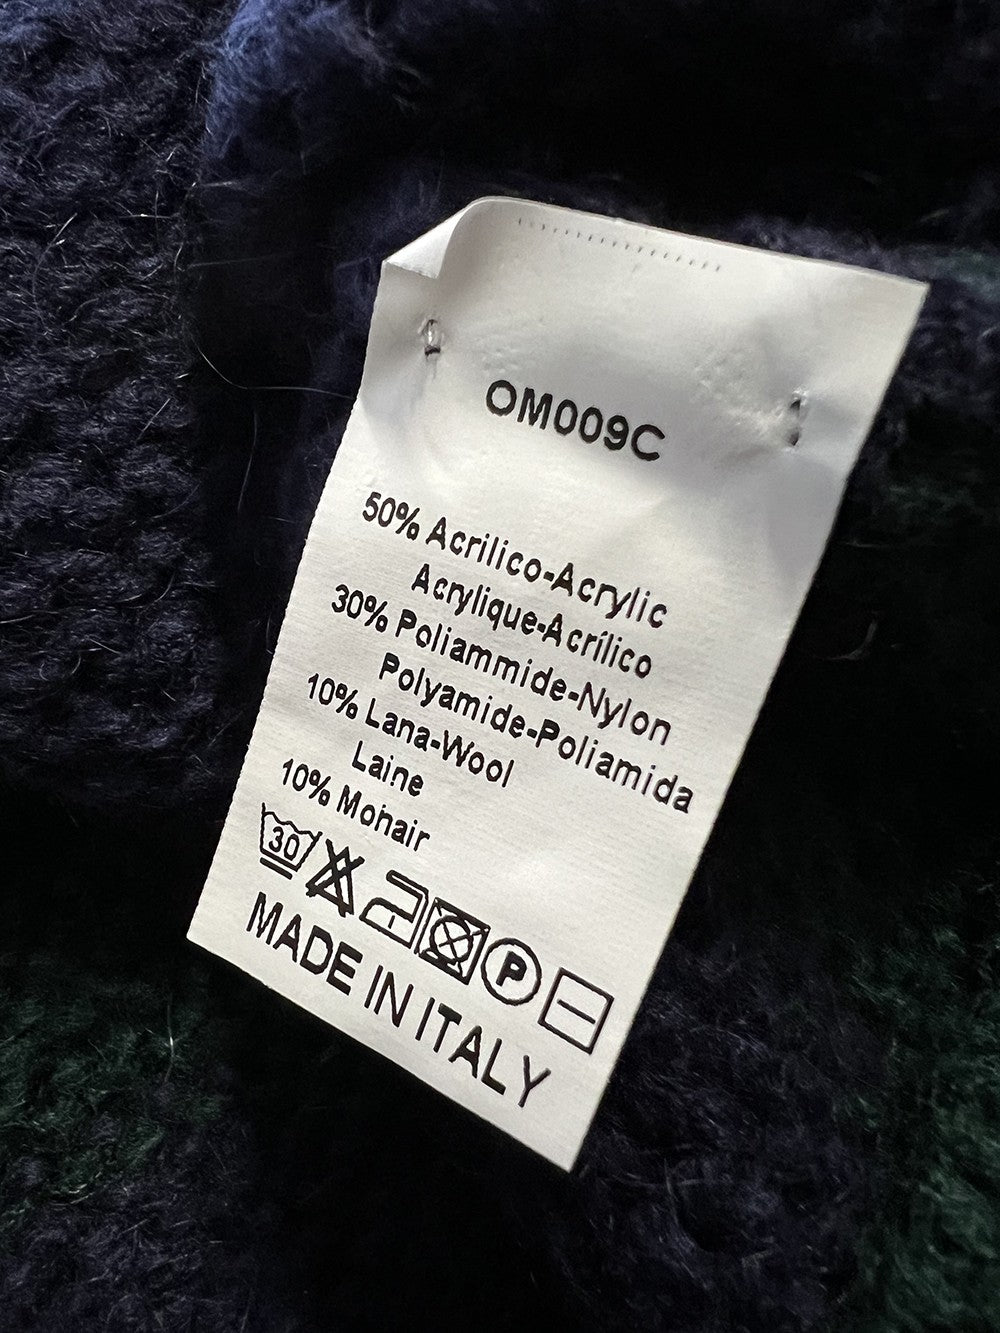 OM009C
50% Acrilico-Acrylic
Acrylique-Acrílico
30% Poliammide-Nylon
Polyamide-Poliamida
10% Lana-Wool
Laine
10% Mohair
30
P
MADE IN ITALY